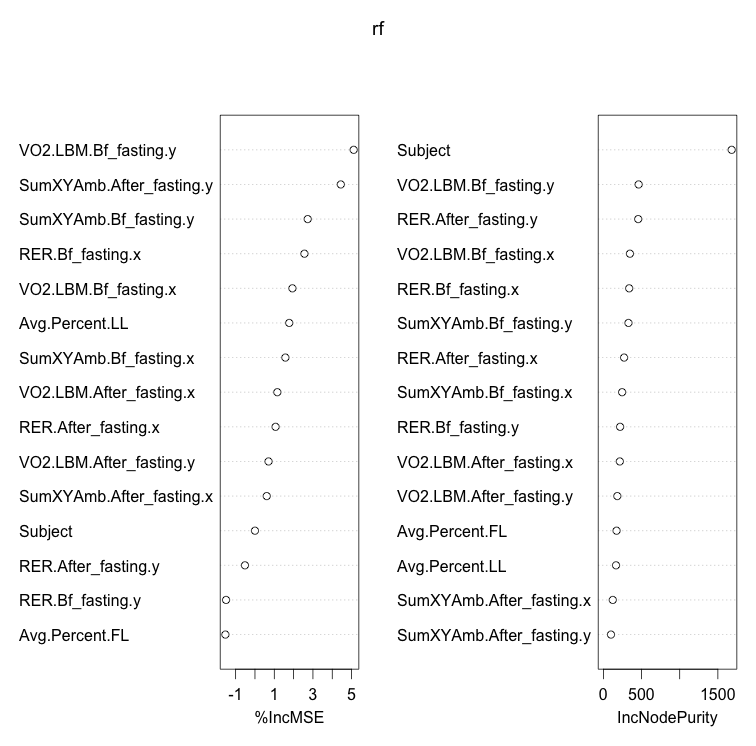 rf
VO2.LBM.Bf_fasting.y
SumXYAmb.After_fasting.y
SumXYAmb.Bf_fasting.y
RER.Bf_fasting.x
VO2.LBM.Bf_fasting.x
Avg.Percent.LL
SumXYAmb.Bf_fasting.x
VO2.LBM.After_fasting.x
RER.After_fasting.x
VO2.LBM.After_fasting.y
SumXYAmb.After_fasting.x
Subject
RER.After_fasting.y
RER.Bf_fasting.y
Avg.Percent.FL
-1 1 3 5
%IncMSE
Subject
VO2.LBM.Bf_fasting.y
RER.After_fasting.y
VO2.LBM.Bf_fasting.x
RER.Bf_fasting.x
SumXYAmb.Bf_fasting.y
RER.After_fasting.x
SumXYAmb.Bf_fasting.x
RER.Bf_fasting.y
VO2.LBM.After_fasting.x
VO2.LBM.After_fasting.y
Avg.Percent.FL
Avg.Percent.LL
SumXYAmb.After_fasting.x
SumXYAmb.After_fasting.y
0 500 1500
IncNodePurity